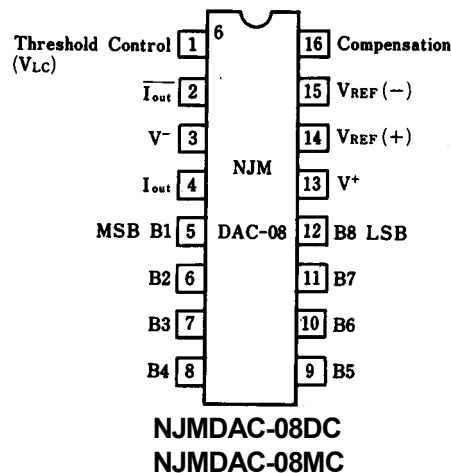 6
Threshold Control 1 16 Compensation
(VLC)
Iout 2 15 VREF(−)
V− 3 14 VREF(+)
NJM
Iout 4 13 V+
MSB B1 5 DAC-08 12 B8 LSB
B2 6 11 B7
B3 7 10 B6
B4 8 9 B5
NJMDAC-08DC
NJMDAC-08MC